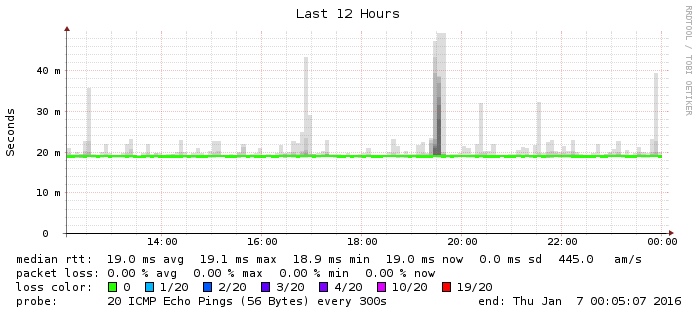 Last 12 Hours
RRDTOOL / TOBI OETIKER
Seconds
40 m
30 m
20 m
10 m
0
14:00 16:00 18:00 20:00 22:00 00:00
median rtt: 19.0 ms avg 19.1 ms max 18.9 ms min 19.0 ms now 0.0 ms sd 445.0 am/s
packet loss: 0.00 % avg 0.00 % max 0.00 % min 0.00 % now
loss color: 0 1/20 2/20 3/20 4/20 10/20 19/20
probe: 20 ICMP Echo Pings (56 Bytes) every 300s end: Thu Jan 7 00:05:07 2016